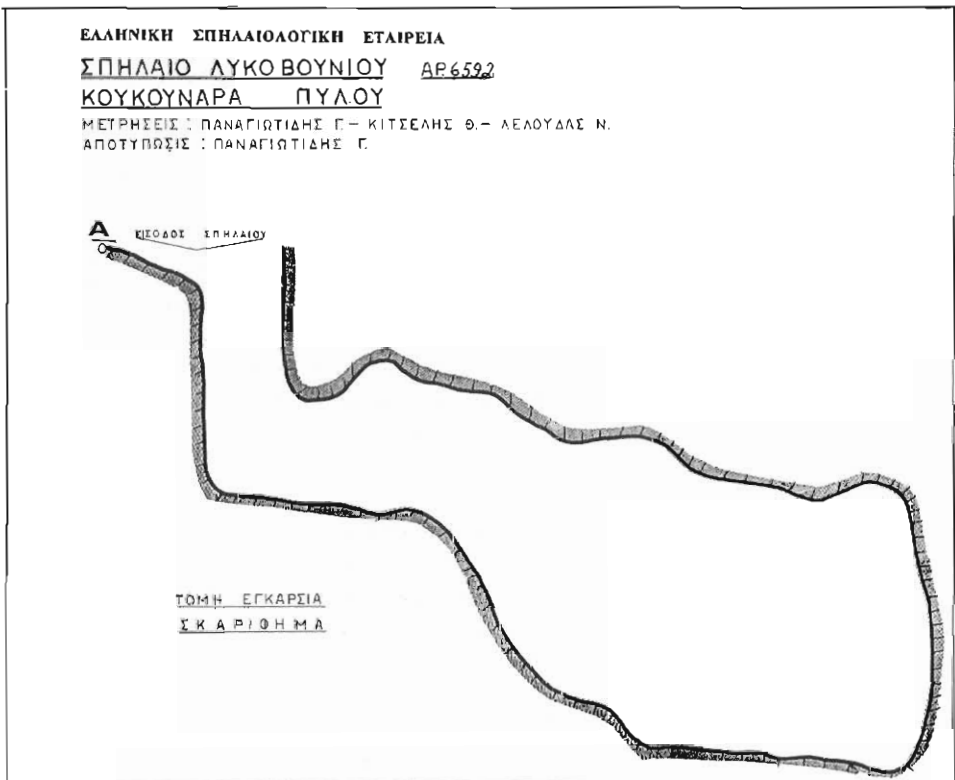 ΕΛΛΗΝΙΚΗ ΣΠΗΛΑΙΟΛΟΓΙΚΗ ΕΤΑΙΡΕΙΑ
ΣΠΗΛΑΙΟ ΛΥΚΟΒΟΥΝΙΟΥ ΑΡ.6592
ΚΟΥΚΟΥΝΑΡΑ ΠΥΛΟΥ
ΜΕΤΡΗΣΕΙΣ : ΠΑΝΑΓΙΩΤΙΔΗΣ Γ.– ΚΙΤΣΕΛΗΣ Θ.– ΛΕΛΟΥΔΑΣ Ν.
ΑΠΟΤΥΠΩΣΙΣ : ΠΑΝΑΓΙΩΤΙΔΗΣ Γ.
Α ΕΙΣΟΔΟΣ ΣΠΗΛΑΙΟΥ
ΤΟΜΗ ΕΓΚΑΡΣΙΑ
ΣΚΑΡΙΘΗΜΑ